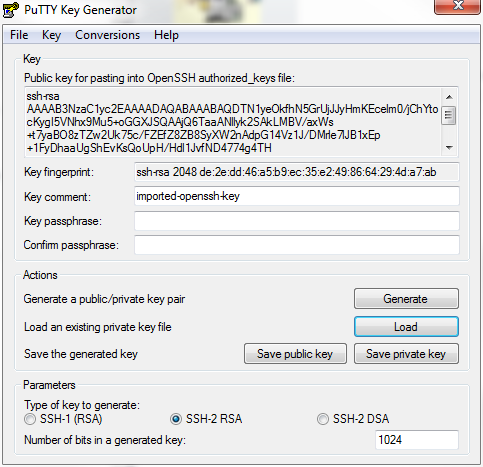 PuTTY Key Generator
File Key Conversions Help
Key
Public key for pasting into OpenSSH authorized_keys file:
ssh-rsa
AAAAB3NzaC1yc2EAAAADAQABAAABAQDTN1yeOkfhN5GrUjJJyHmKEcelm0/jChYto
cKygI5VNhx9Mu5+oGGXJSQAAjQ6TaaANllyk2SAkLMBV/axWs
+t7yaBO8zTZw2Uk75c/FZEfZ8ZB8SyXW2nAdpG14Vz1J/DMrle7lJB1xEp
+1FyDhaaUgShEvKsQoUpH/HdI1JvfND4774g4TH
Key fingerprint: ssh-rsa 2048 de:2e:dd:46:a5:b9:ec:35:e2:49:86:64:29:4d:a7:ab
Key comment: imported-openssh-key
Key passphrase:
Confirm passphrase:
Actions
Generate a public/private key pair Generate
Load an existing private key file Load
Save the generated key Save public key Save private key
Parameters
Type of key to generate:
SSH-1 (RSA) SSH-2 RSA SSH-2 DSA
Number of bits in a generated key: 1024